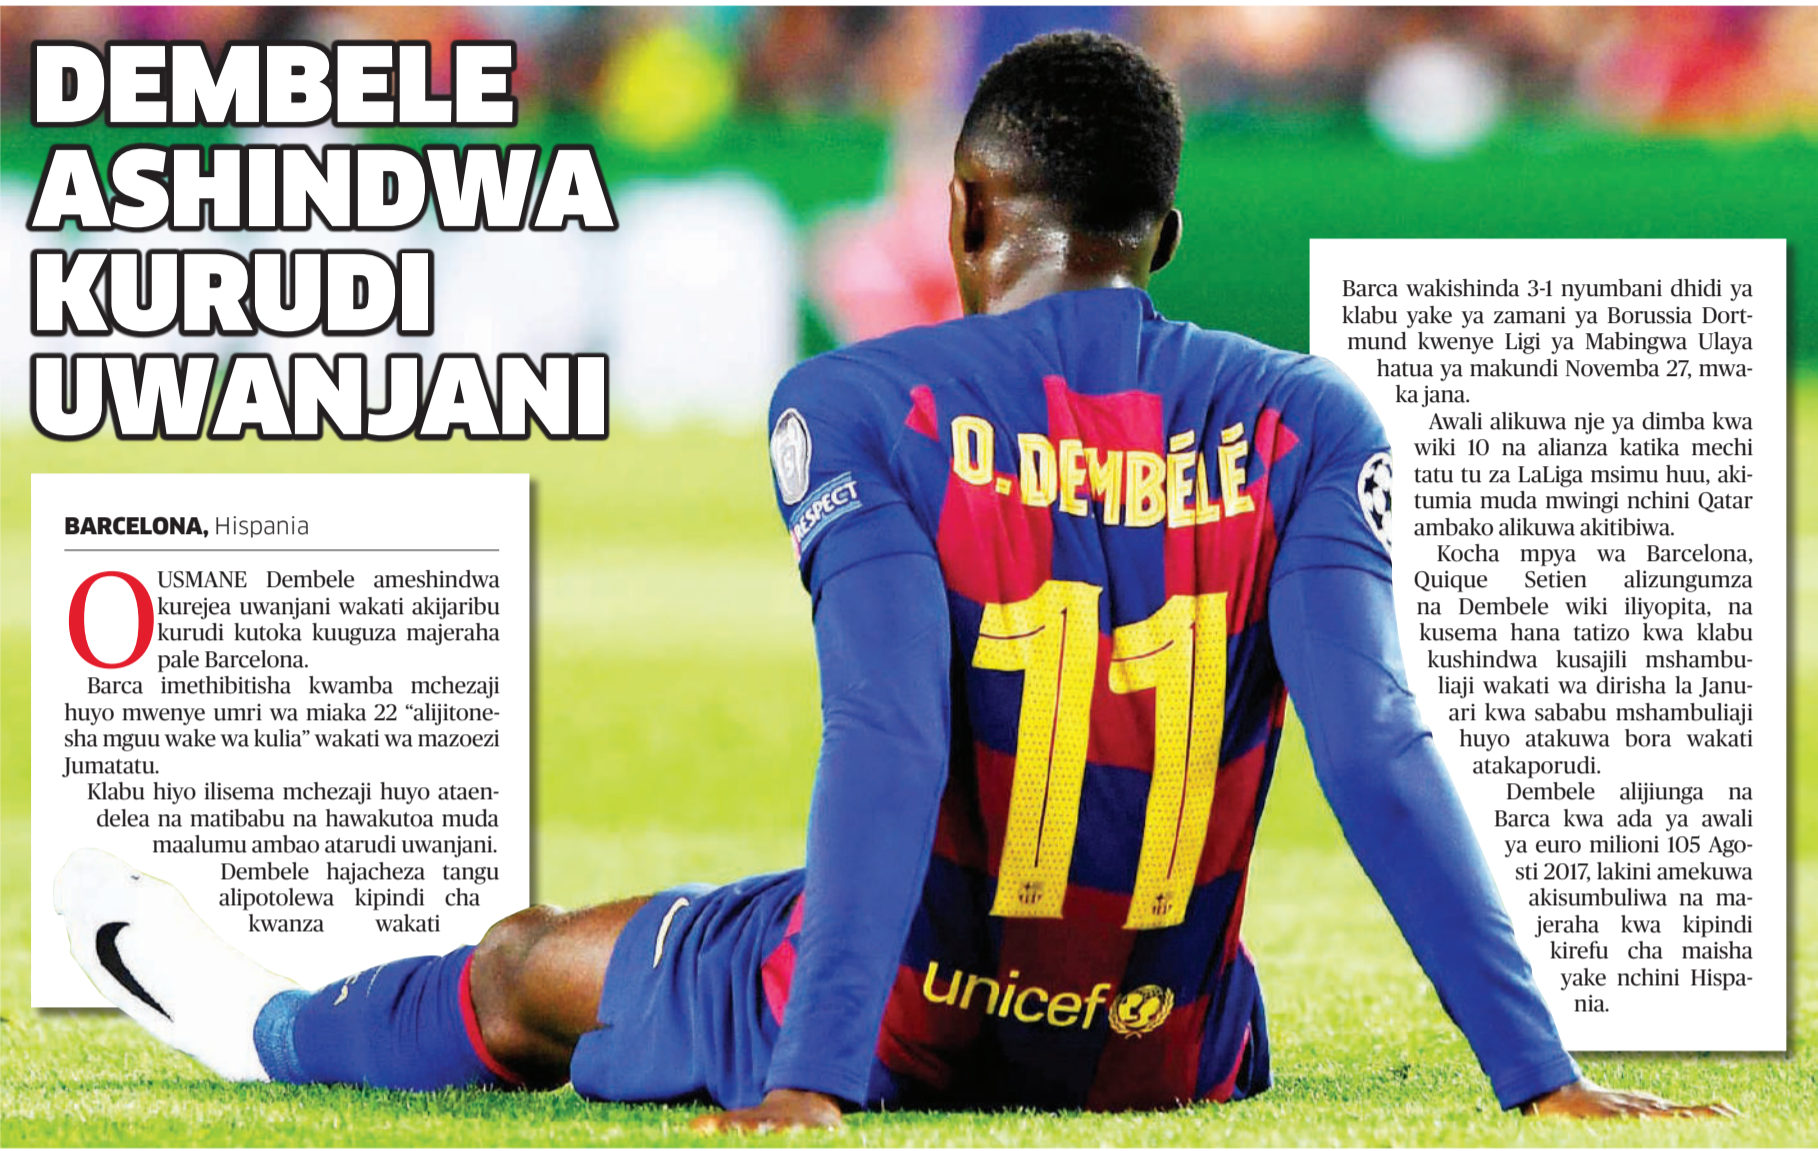 DEMBELE
ASHINDWA
KURUDI
UWANJANI
BARCELONA, Hispania
OUSMANE Dembele ameshindwa
kurejea uwanjani wakati akijaribu
kurudi kutoka kuuguza majeraha
pale Barcelona.
Barca imethibitisha kwamba mchezaji
huyo mwenye umri wa miaka 22 “alijitone-
sha mguu wake wa kulia” wakati wa mazoezi
Jumatatu.
Klabu hiyo ilisema mchezaji huyo ataen-
delea na matibabu na hawakutoa muda
maalumu ambao atarudi uwanjani.
Dembele hajacheza tangu
alipotolewa kipindi cha
kwanza wakati
Barca wakishinda 3-1 nyumbani dhidi ya
klabu yake ya zamani ya Borussia Dort-
mund kwenye Ligi ya Mabingwa Ulaya
hatua ya makundi Novemba 27, mwa-
ka jana.
Awali alikuwa nje ya dimba kwa
wiki 10 na alianza katika mechi
tatu tu za LaLiga msimu huu, aki-
tumia muda mwingi nchini Qatar
ambako alikuwa akitibiwa.
Kocha mpya wa Barcelona,
Quique Setien alizungumza
na Dembele wiki iliyopita, na
kusema hana tatizo kwa klabu
kushindwa kusajili mshambu-
liaji wakati wa dirisha la Janu-
ari kwa sababu mshambuliaji
huyo atakuwa bora wakati
atakaporudi.
Dembele alijiunga na
Barca kwa ada ya awali
ya euro milioni 105 Ago-
sti 2017, lakini amekuwa
akisumbuliwa na ma-
jeraha kwa kipindi
kirefu cha maisha
yake nchini Hispa-
nia.
O. DEMBÉLÉ
11
unicef
RESPECT
5